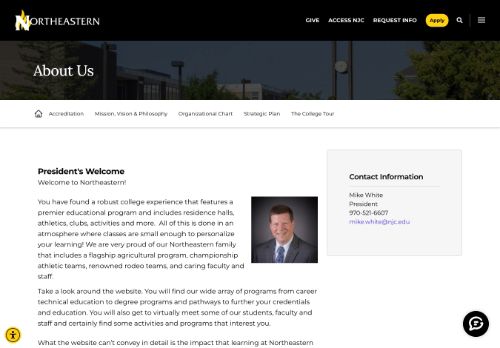 NORTHEASTERN
GIVE ACCESS NJC REQUEST INFO Apply
About Us
Accreditation Mission, Vision & Philosophy Organizational Chart Strategic Plan The College Tour
President's Welcome
Welcome to Northeastern!
You have found a robust college experience that features a
premier educational program and includes residence halls,
athletics, clubs, activities and more. All of this is done in an
atmosphere where classes are small enough to personalize
your learning! We are very proud of our Northeastern family
that includes a flagship agricultural program, championship
athletic teams, renowned rodeo teams, and caring faculty and
staff.
Take a look around the website. You will find our wide array of programs from career
technical education to degree programs and pathways to further your credentials
and education. You will also get to virtually meet some of our students, faculty and
staff and certainly find some activities and programs that interest you.
What the website can't convey in detail is the impact that learning at Northeastern
Contact Information
Mike White
President
970-521-6607
mike.white@njc.edu